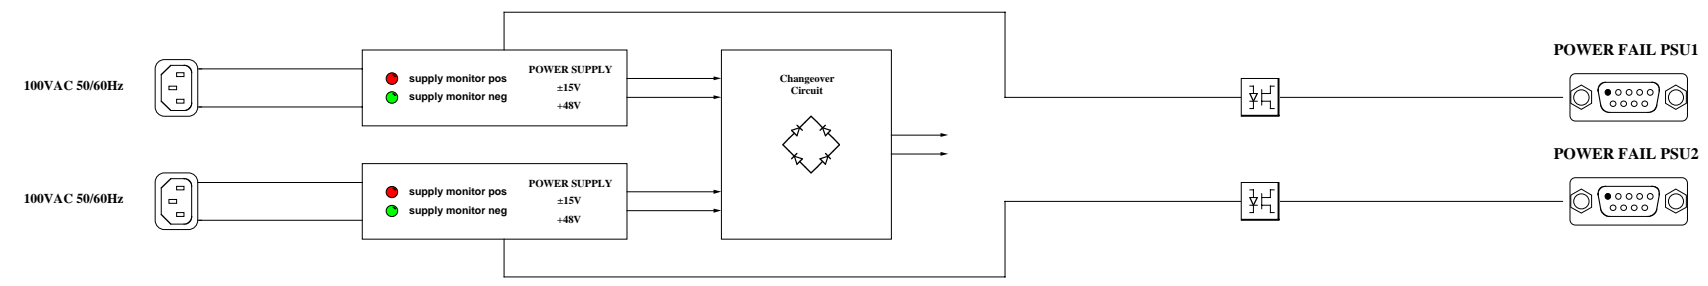 POWER FAIL PSU1
100VAC 50/60Hz
supply monitor pos
supply monitor neg
POWER SUPPLY
±15V
+48V
Changeover
Circuit
POWER FAIL PSU2
100VAC 50/60Hz
supply monitor pos
supply monitor neg
POWER SUPPLY
±15V
+48V